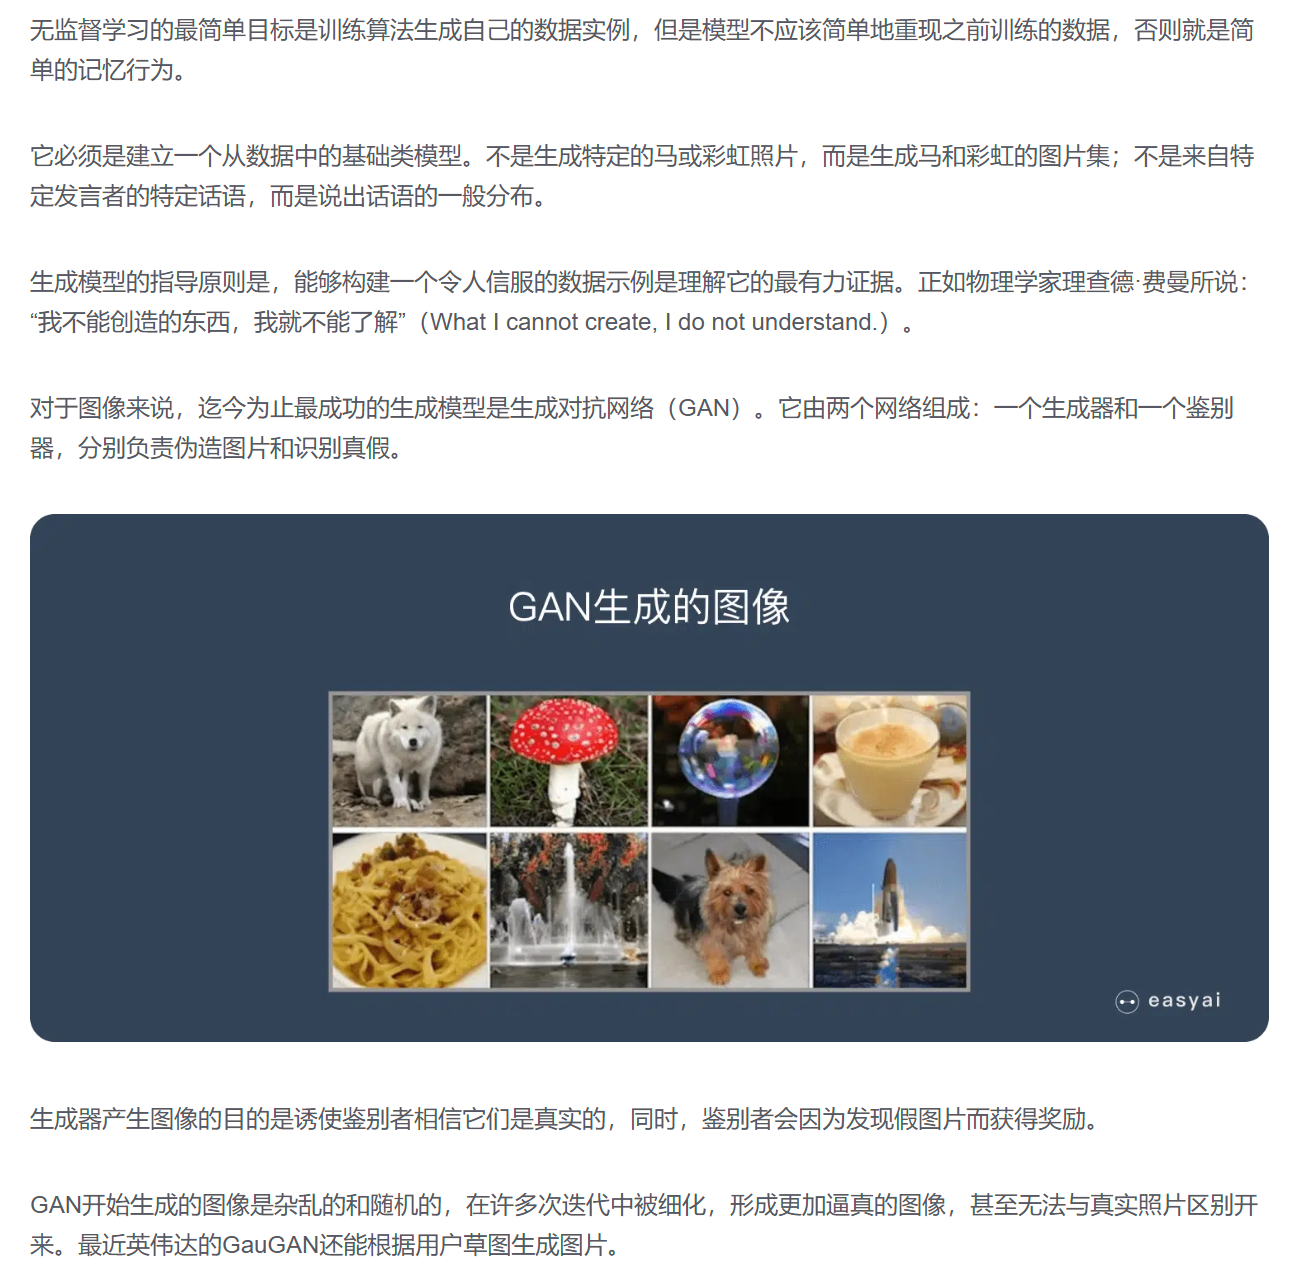 无监督学习的最简单目标是训练算法生成自己的数据实例，但是模型不应该简单地重现之前训练的数据，否则就是简
单的记忆行为。
它必须是建立一个从数据中的基础类模型。不是生成特定的马或彩虹照片，而是生成马和彩虹的图片集；不是来自特
定发言者的特定话语，而是说出话语的一般分布。
生成模型的指导原则是，能够构建一个令人信服的数据示例是理解它的最有力证据。正如物理学家理查德·费曼所说：
“我不能创造的东西，我就不能了解”（What I cannot create, I do not understand.）。
对于图像来说，迄今为止最成功的生成模型是生成对抗网络（GAN）。它由两个网络组成：一个生成器和一个鉴别
器，分别负责伪造图片和识别真假。
GAN生成的图像
easyai
生成器产生图像的目的是诱使鉴别者相信它们是真实的，同时，鉴别者会因为发现假图片而获得奖励。
GAN开始生成的图像是杂乱的和随机的，在许多次迭代中被细化，形成更加逼真的图像，甚至无法与真实照片区别开
来。最近英伟达的GauGAN还能根据用户草图生成图片。